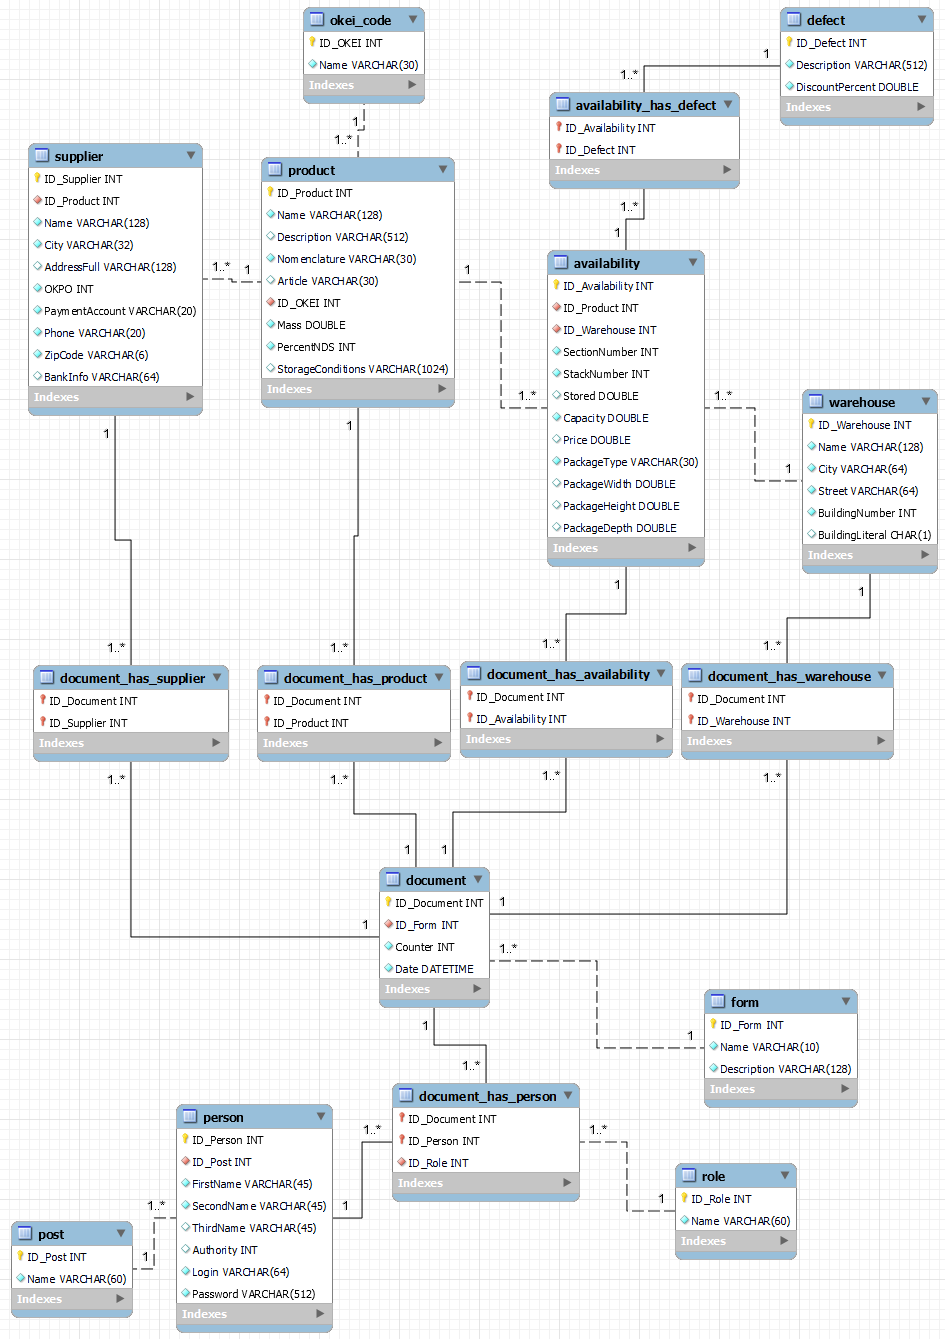 okei_code
ID_OKEI INT
Name VARCHAR(30)
Indexes
defect
ID_Defect INT
Description VARCHAR(512)
DiscountPercent DOUBLE
Indexes
1
1..*
availability_has_defect
ID_Availability INT
ID_Defect INT
Indexes
1
1..*
supplier
ID_Supplier INT
ID_Product INT
Name VARCHAR(128)
City VARCHAR(32)
AddressFull VARCHAR(128)
OKPO INT
PaymentAccount VARCHAR(20)
Phone VARCHAR(20)
ZipCode VARCHAR(6)
BankInfo VARCHAR(64)
Indexes
1..*
1
product
ID_Product INT
Name VARCHAR(128)
Description VARCHAR(512)
Nomenclature VARCHAR(30)
Article VARCHAR(30)
ID_OKEI INT
Mass DOUBLE
PercentNDS INT
StorageConditions VARCHAR(1024)
Indexes
1
1..*
1..*
1
availability
ID_Availability INT
ID_Product INT
ID_Warehouse INT
SectionNumber INT
StackNumber INT
Stored DOUBLE
Capacity DOUBLE
Price DOUBLE
PackageType VARCHAR(30)
PackageWidth DOUBLE
PackageHeight DOUBLE
PackageDepth DOUBLE
Indexes
1..*
1
warehouse
ID_Warehouse INT
Name VARCHAR(128)
City VARCHAR(64)
Street VARCHAR(64)
BuildingNumber INT
BuildingLiteral CHAR(1)
Indexes
1
1
1
1
1..*
1..*
1..*
1..*
document_has_supplier
ID_Document INT
ID_Supplier INT
Indexes
document_has_product
ID_Document INT
ID_Product INT
Indexes
document_has_availability
ID_Document INT
ID_Availability INT
Indexes
document_has_warehouse
ID_Document INT
ID_Warehouse INT
Indexes
1..*
1..*
1..*
1..*
1
1
1
1
document
ID_Document INT
ID_Form INT
Counter INT
Date DATETIME
Indexes
1..*
1
form
ID_Form INT
Name VARCHAR(10)
Description VARCHAR(128)
Indexes
1
1..*
document_has_person
ID_Document INT
ID_Person INT
ID_Role INT
Indexes
1..*
1
role
ID_Role INT
Name VARCHAR(60)
Indexes
1..*
1
person
ID_Person INT
ID_Post INT
FirstName VARCHAR(45)
SecondName VARCHAR(45)
ThirdName VARCHAR(45)
Authority INT
Login VARCHAR(64)
Password VARCHAR(512)
Indexes
1..*
1
post
ID_Post INT
Name VARCHAR(60)
Indexes